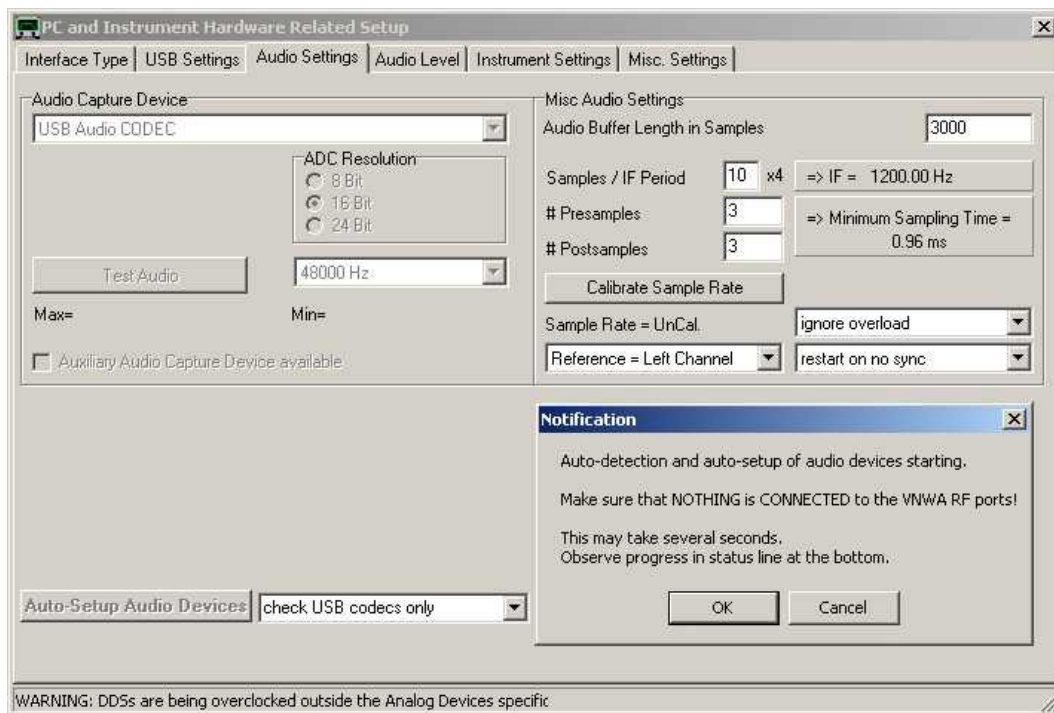 PC and Instrument Hardware Related Setup
Interface Type USB Settings Audio Settings Audio Level Instrument Settings Misc. Settings
Audio Capture Device
USB Audio CODEC
ADC Resolution
8 Bit
16 Bit
24 Bit
Test Audio
48000 Hz
Max=
Min=
Auxiliary Audio Capture Device available
Misc Audio Settings
Audio Buffer Length in Samples
3000
Samples / IF Period
10 x4
=> IF = 1200.00 Hz
# Presamples
3
# Postsamples
3
=> Minimum Sampling Time =
0.96 ms
Calibrate Sample Rate
Sample Rate = UnCal.
ignore overload
Reference = Left Channel
restart on no sync
Notification
Auto-detection and auto-setup of audio devices starting.
Make sure that NOTHING is CONNECTED to the VNWA RF ports!
This may take several seconds.
Observe progress in status line at the bottom.
OK
Cancel
Auto-Setup Audio Devices
check USB codecs only
WARNING: DDSs are being overclocked outside the Analog Devices specific